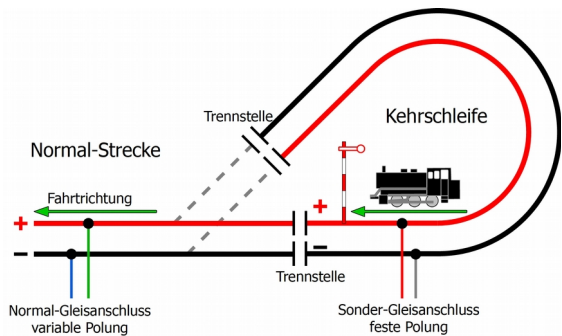 Trennstelle
Kehrschleife
Normal-Strecke
Fahrtrichtung
+
+
−
−
Trennstelle
Normal-Gleisanschluss
variable Polung
Sonder-Gleisanschluss
feste Polung